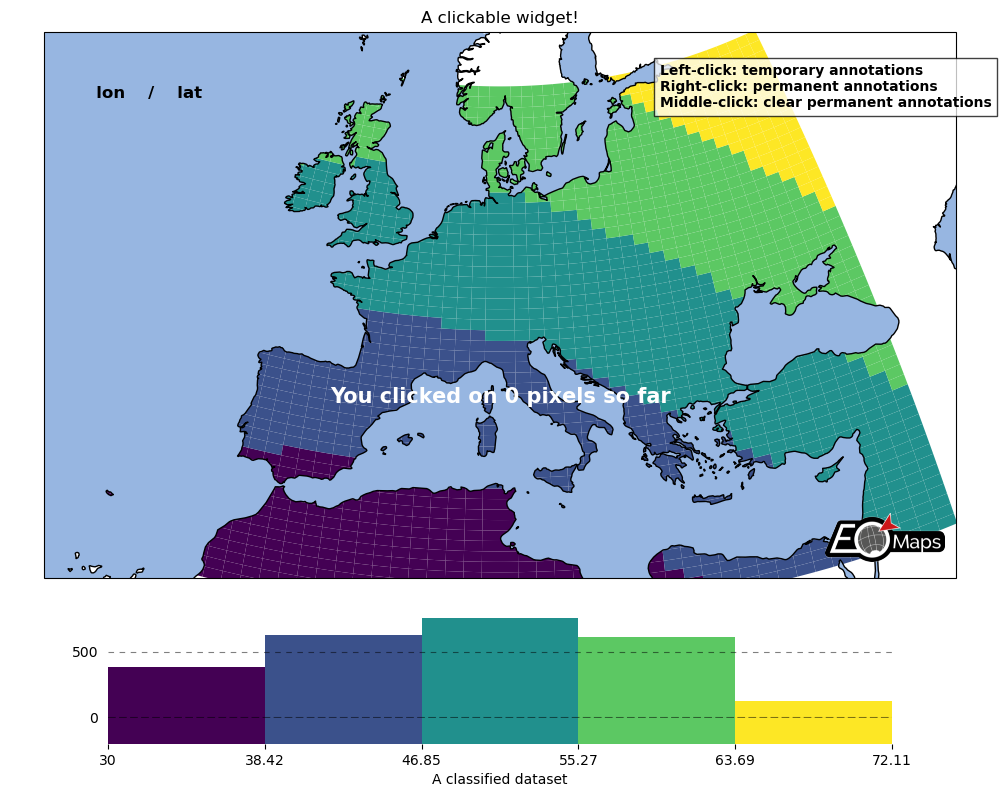 A clickable widget!
lon / lat
Left-click: temporary annotations
Right-click: permanent annotations
Middle-click: clear permanent annotations
You clicked on 0 pixels so far
EOMaps
500
0
30 38.42 46.85 55.27 63.69 72.11
A classified dataset